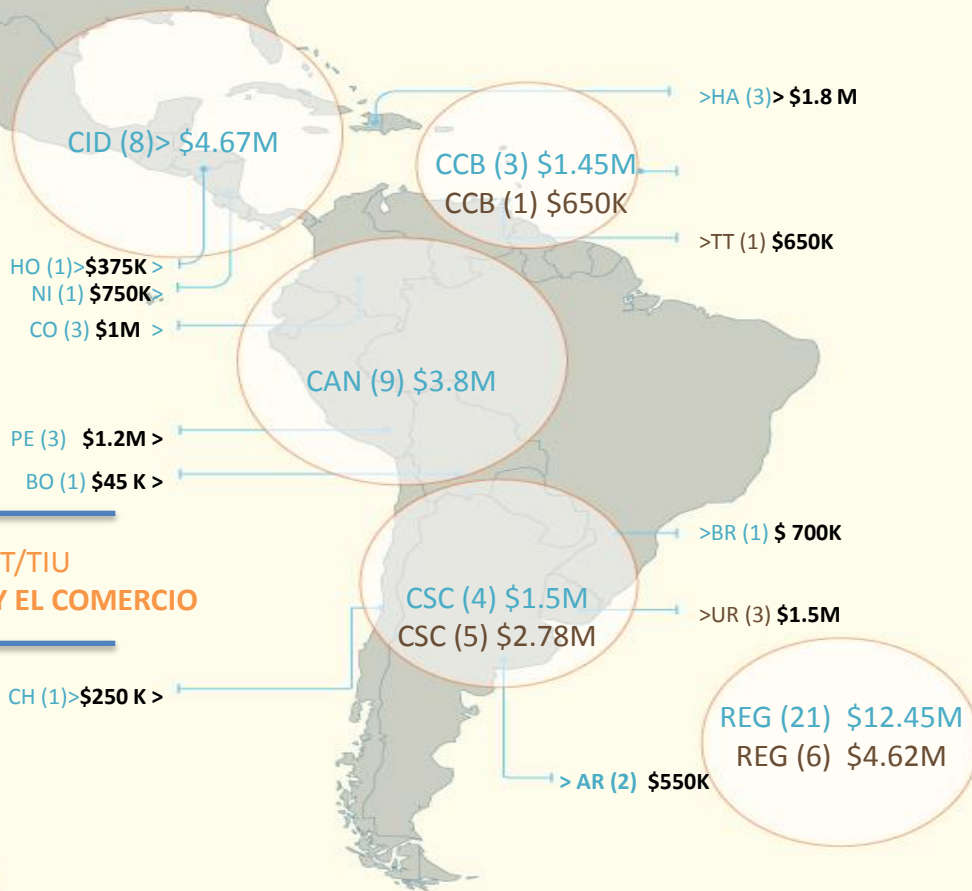 >HA (3)> $1.8 M
CID (8)> $4.67M
CCB (3) $1.45M
CCB (1) $650K
>TT (1) $650K
HO (1)>$375K >
NI (1) $750K>
CO (3) $1M >
CAN (9) $3.8M
PE (3) $1.2M >
BO (1) $45 K >
>BR (1) $ 700K
T/TIU
Y EL COMERCIO
CSC (4) $1.5M
CSC (5) $2.78M
>UR (3) $1.5M
CH (1)>$250 K >
REG (21) $12.45M
REG (6) $4.62M
> AR (2) $550K